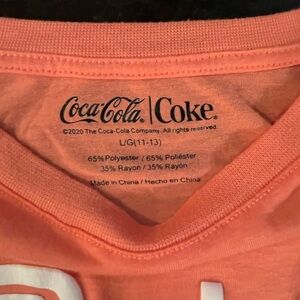 Coca-Cola® | Coke®
©2020 The Coca-Cola Company. All rights reserved.
L/G(11-13)
65% Polyester / 65% Poliéster
35% Rayon / 35% Rayón
Made in China / Hecho en China